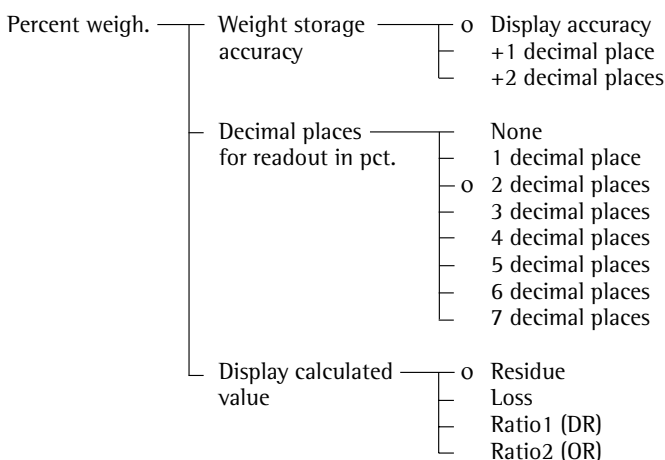 Percent weigh. Weight storage o Display accuracy
accuracy +1 decimal place
+2 decimal places
Decimal places None
for readout in pct. 1 decimal place
o 2 decimal places
3 decimal places
4 decimal places
5 decimal places
6 decimal places
7 decimal places
Display calculated o Residue
value Loss
Ratio1 (DR)
Ratio2 (OR)